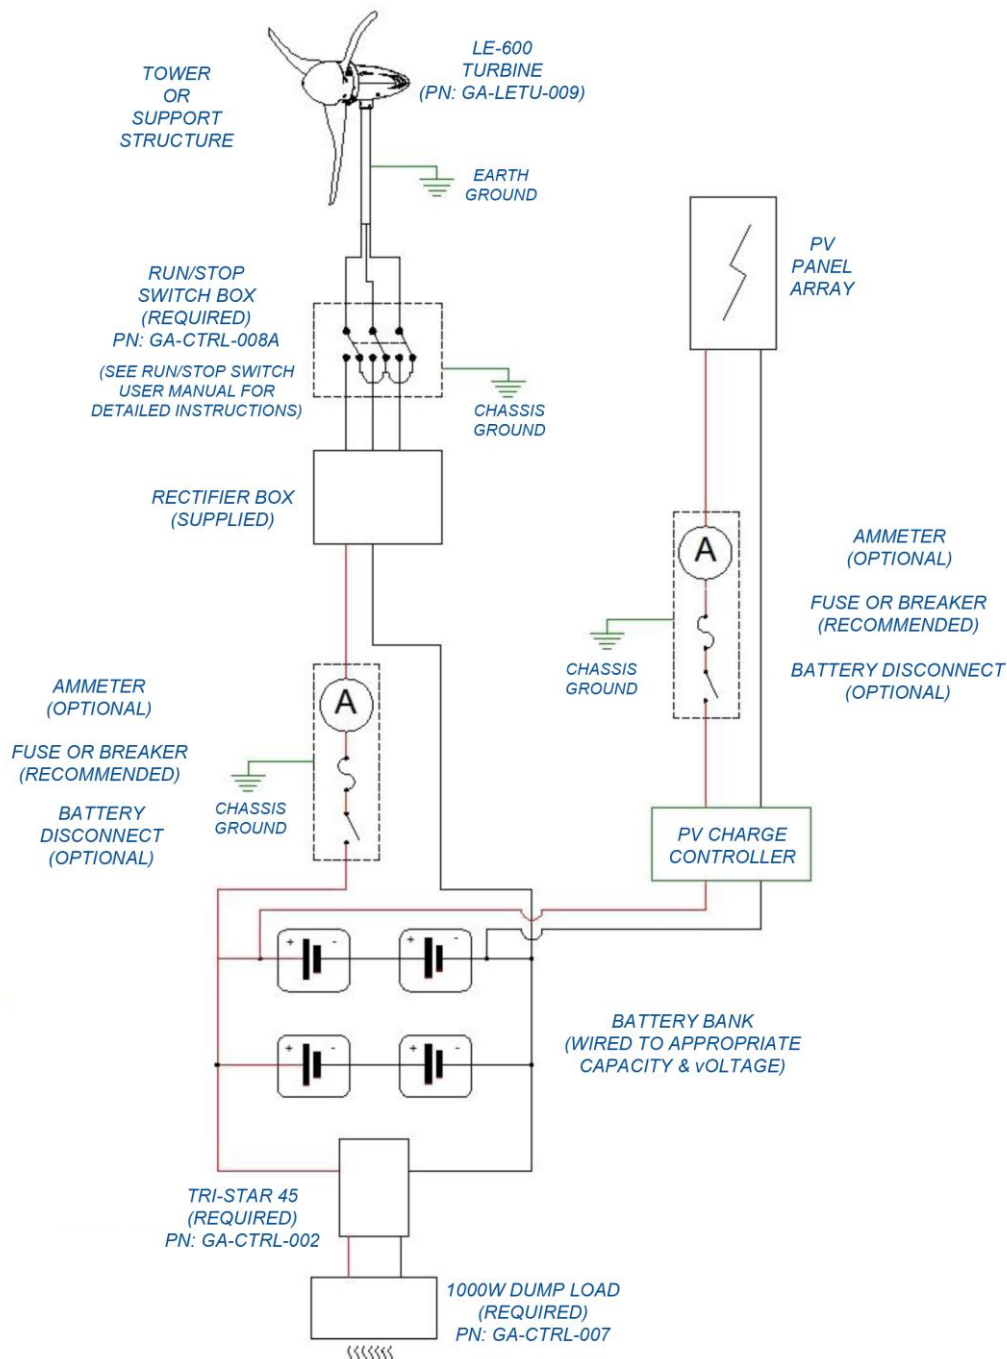 LE-600
TURBINE
(PN: GA-LETU-009)
TOWER
OR
SUPPORT
STRUCTURE
EARTH
GROUND
PV
PANEL
ARRAY
RUN/STOP
SWITCH BOX
(REQUIRED)
PN: GA-CTRL-008A
(SEE RUN/STOP SWITCH
USER MANUAL FOR
DETAILED INSTRUCTIONS)
CHASSIS
GROUND
RECTIFIER BOX
(SUPPLIED)
A
AMMETER
(OPTIONAL)
FUSE OR BREAKER
(RECOMMENDED)
BATTERY DISCONNECT
(OPTIONAL)
CHASSIS
GROUND
AMMETER
(OPTIONAL)
FUSE OR BREAKER
(RECOMMENDED)
BATTERY
DISCONNECT
(OPTIONAL)
A
CHASSIS
GROUND
PV CHARGE
CONTROLLER
+ - + -
+ - + -
BATTERY BANK
(WIRED TO APPROPRIATE
CAPACITY & vOLTAGE)
TRI-STAR 45
(REQUIRED)
PN: GA-CTRL-002
1000W DUMP LOAD
(REQUIRED)
PN: GA-CTRL-007